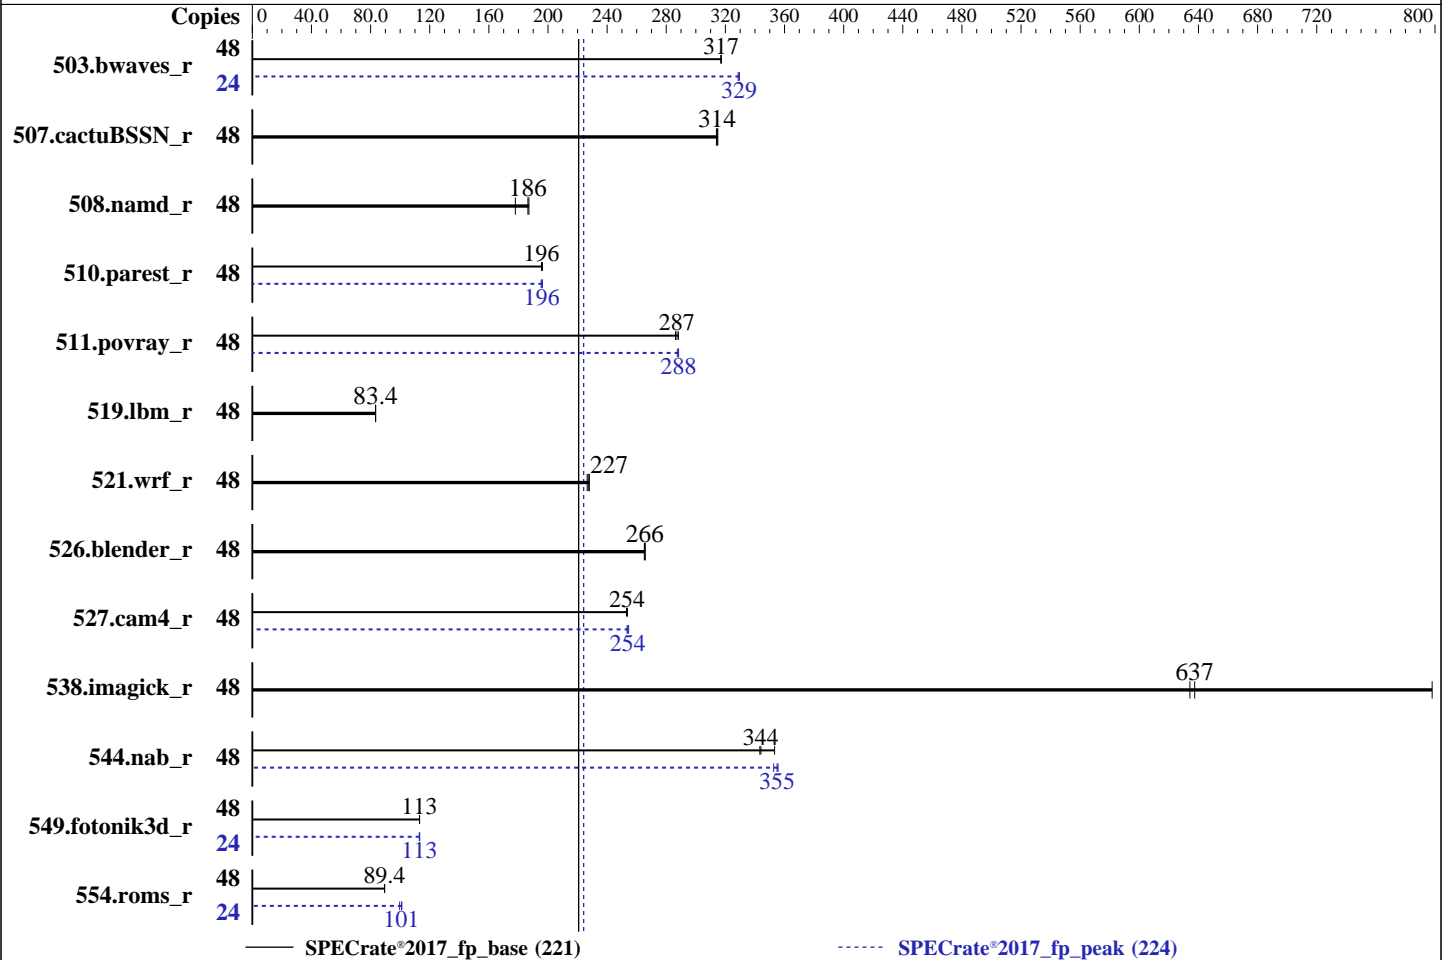 Copies 0 40.0 80.0 120 160 200 240 280 320 360 400 440 480 520 560 600 640 680 720 800
503.bwaves_r 48 317
24 329
507.cactuBSSN_r 48 314
508.namd_r 48 186
510.parest_r 48 196
196
511.povray_r 48 287
288
519.lbm_r 48 83.4
521.wrf_r 48 227
526.blender_r 48 266
527.cam4_r 48 254
254
538.imagick_r 48 637
544.nab_r 48 344
355
549.fotonik3d_r 48 113
24 113
554.roms_r 48 89.4
24 101
SPECrate®2017_fp_base (221) SPECrate®2017_fp_peak (224)